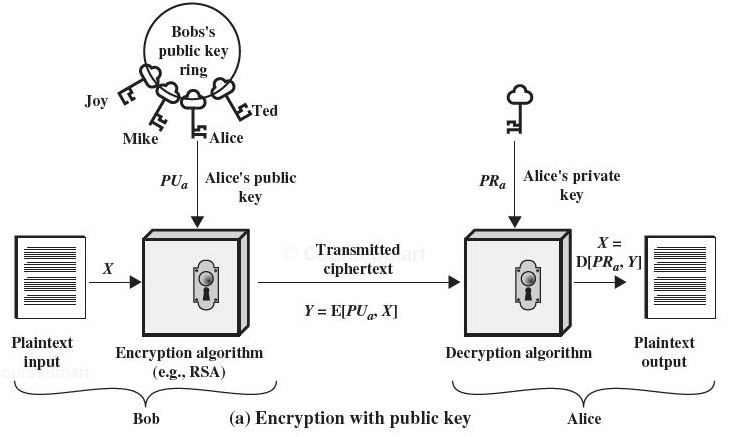 Bobs's
public key
ring
Joy
Ted
Mike
Alice
PUa
Alice's public
key
PRa
Alice's private
key
X
Transmitted
ciphertext
X =
D[PRa, Y]
Y = E[PUa, X]
Plaintext
input
Encryption algorithm
(e.g., RSA)
Decryption algorithm
Plaintext
output
Bob
(a) Encryption with public key
Alice